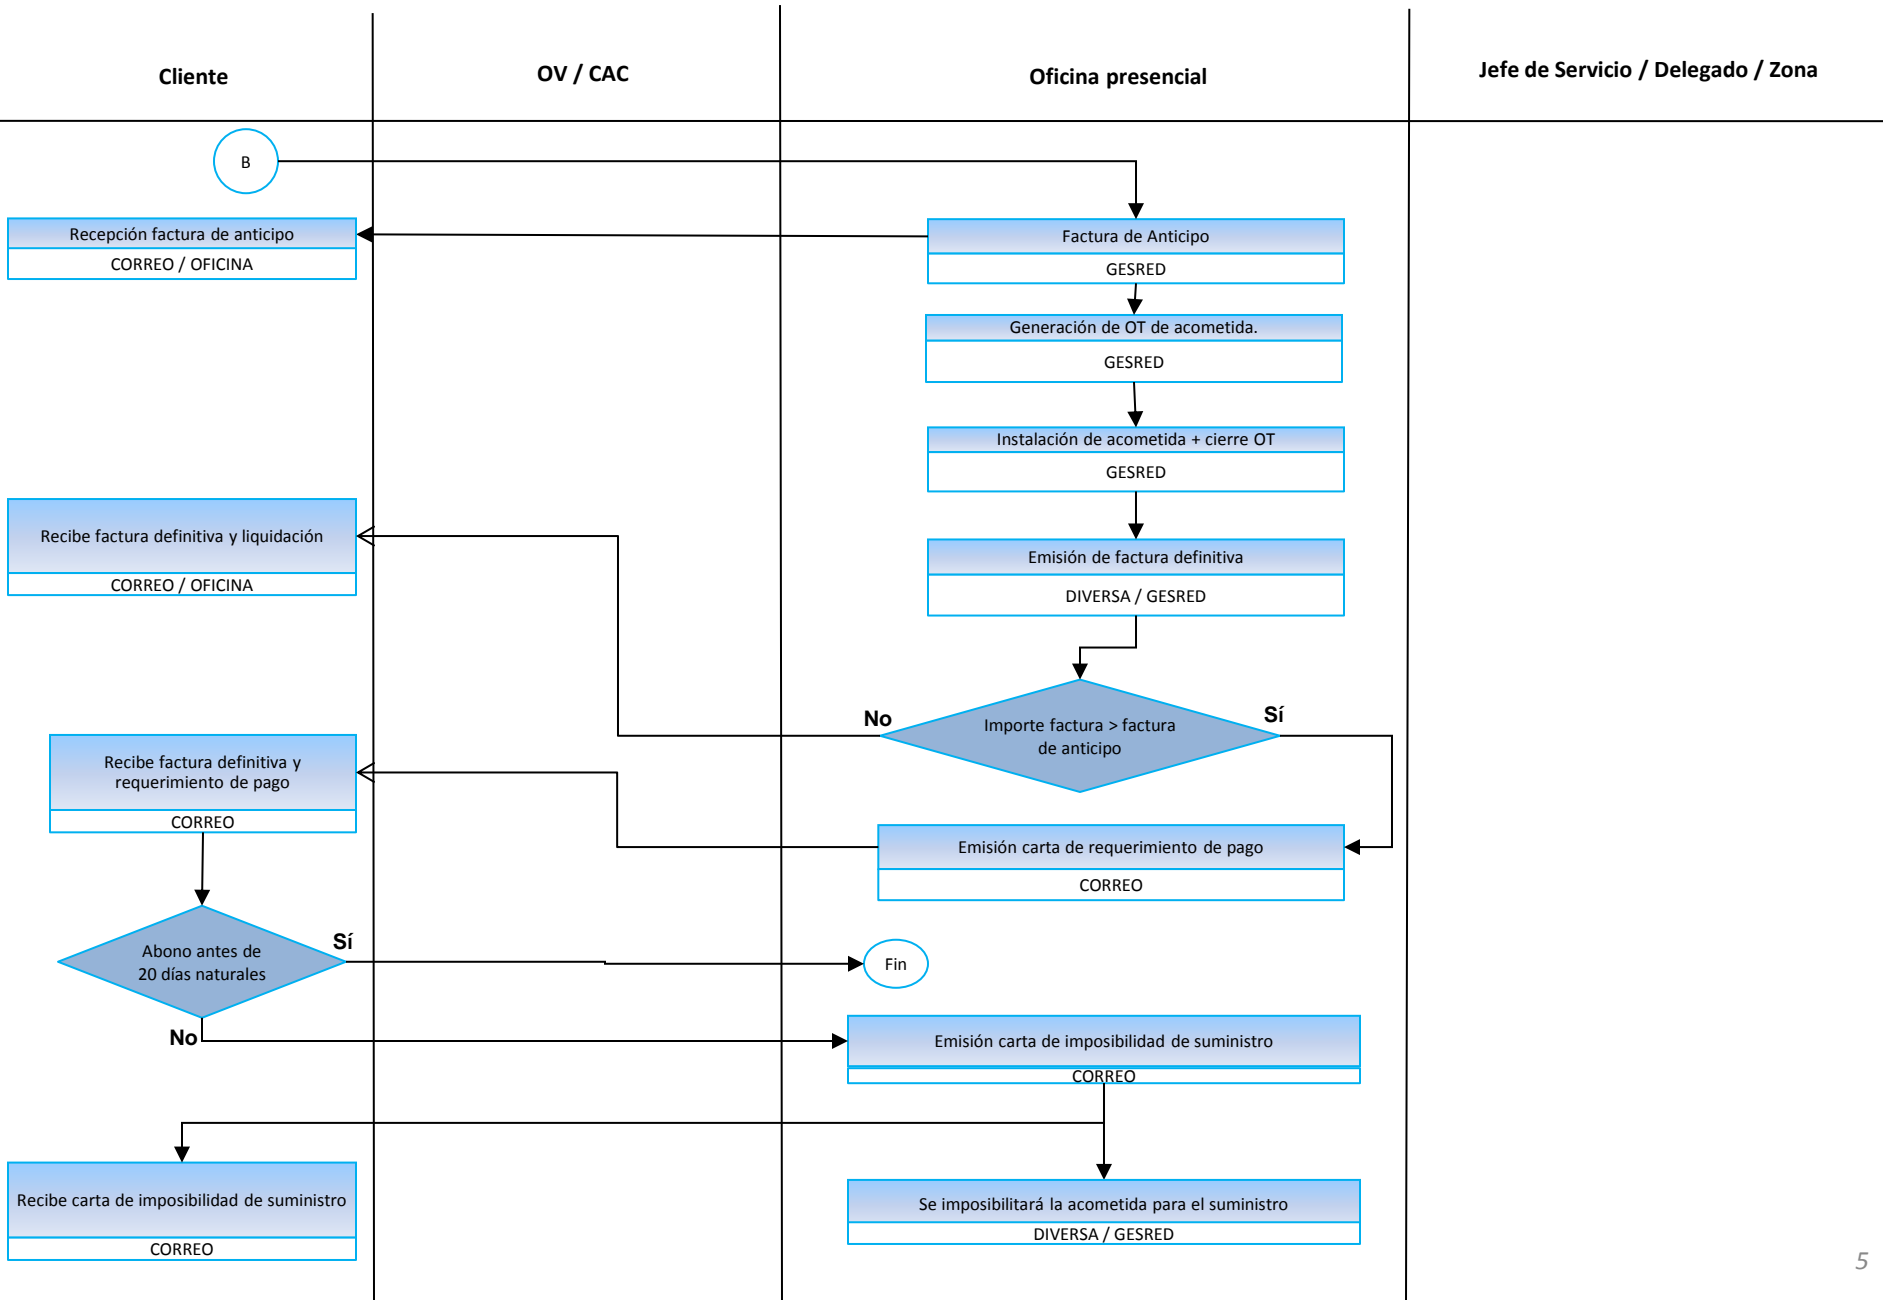 Cliente
OV / CAC
Oficina presencial
Jefe de Servicio / Delegado / Zona
B
Recepción factura de anticipo
CORREO / OFICINA
Factura de Anticipo
GESRED
Generación de OT de acometida.
GESRED
Instalación de acometida + cierre OT
GESRED
Recibe factura definitiva y liquidación
CORREO / OFICINA
Emisión de factura definitiva
DIVERSA / GESRED
No
Importe factura > factura
de anticipo
Sí
Recibe factura definitiva y
requerimiento de pago
CORREO
Emisión carta de requerimiento de pago
CORREO
Abono antes de
20 días naturales
Sí
Fin
No
Emisión carta de imposibilidad de suministro
CORREO
Recibe carta de imposibilidad de suministro
CORREO
Se imposibilitará la acometida para el suministro
DIVERSA / GESRED
5